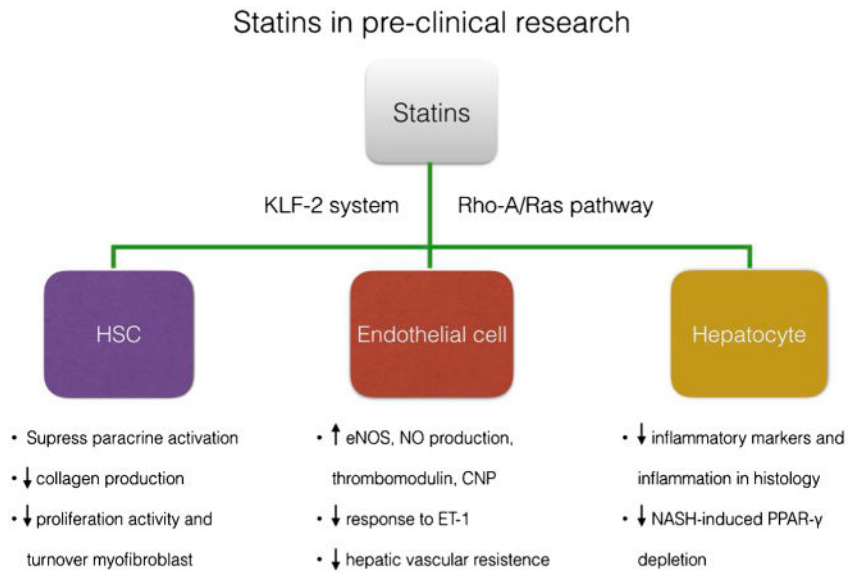 Statins in pre-clinical research
Statins
KLF-2 system
Rho-A/Ras pathway
HSC
Endothelial cell
Hepatocyte
• Supress paracrine activation
• ↓ collagen production
• ↓ proliferation activity and
turnover myofibroblast
• ↑ eNOS, NO production,
thrombomodulin, CNP
• ↓ response to ET-1
• ↓ hepatic vascular resistence
• ↓ inflammatory markers and
inflammation in histology
• ↓ NASH-induced PPAR-γ
depletion